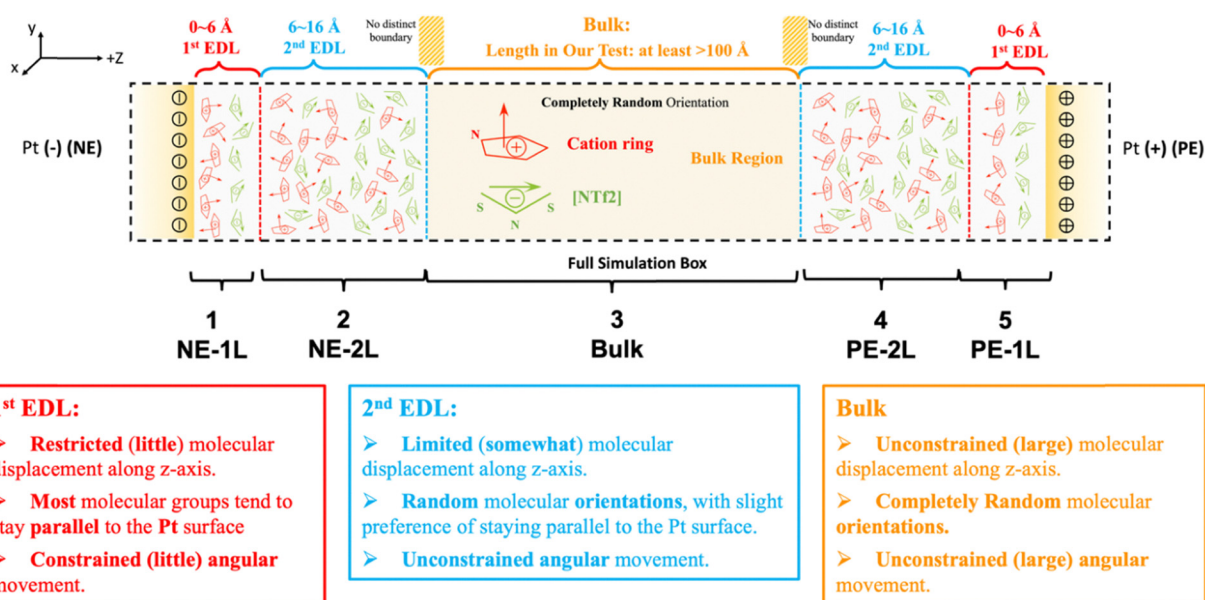 y
x
+Z
0~6 Å
1st EDL
6~16 Å
2nd EDL
No distinct
boundary
Bulk:
Length in Our Test: at least >100 Å
No distinct
boundary
6~16 Å
2nd EDL
0~6 Å
1st EDL
Pt (-) (NE)
Completely Random Orientation
N
Cation ring
Bulk Region
[NTf2]
S
S
N
Pt (+) (PE)
Full Simulation Box
1
NE-1L
2
NE-2L
3
Bulk
4
PE-2L
5
PE-1L
st EDL:
Restricted (little) molecular
isplacement along z-axis.
Most molecular groups tend to
tay parallel to the Pt surface
Constrained (little) angular
movement.
2nd EDL:
Limited (somewhat) molecular
displacement along z-axis.
Random molecular orientations, with slight
preference of staying parallel to the Pt surface.
Unconstrained angular movement.
Bulk
Unconstrained (large) molecular
displacement along z-axis.
Completely Random molecular
orientations.
Unconstrained (large) angular
movement.